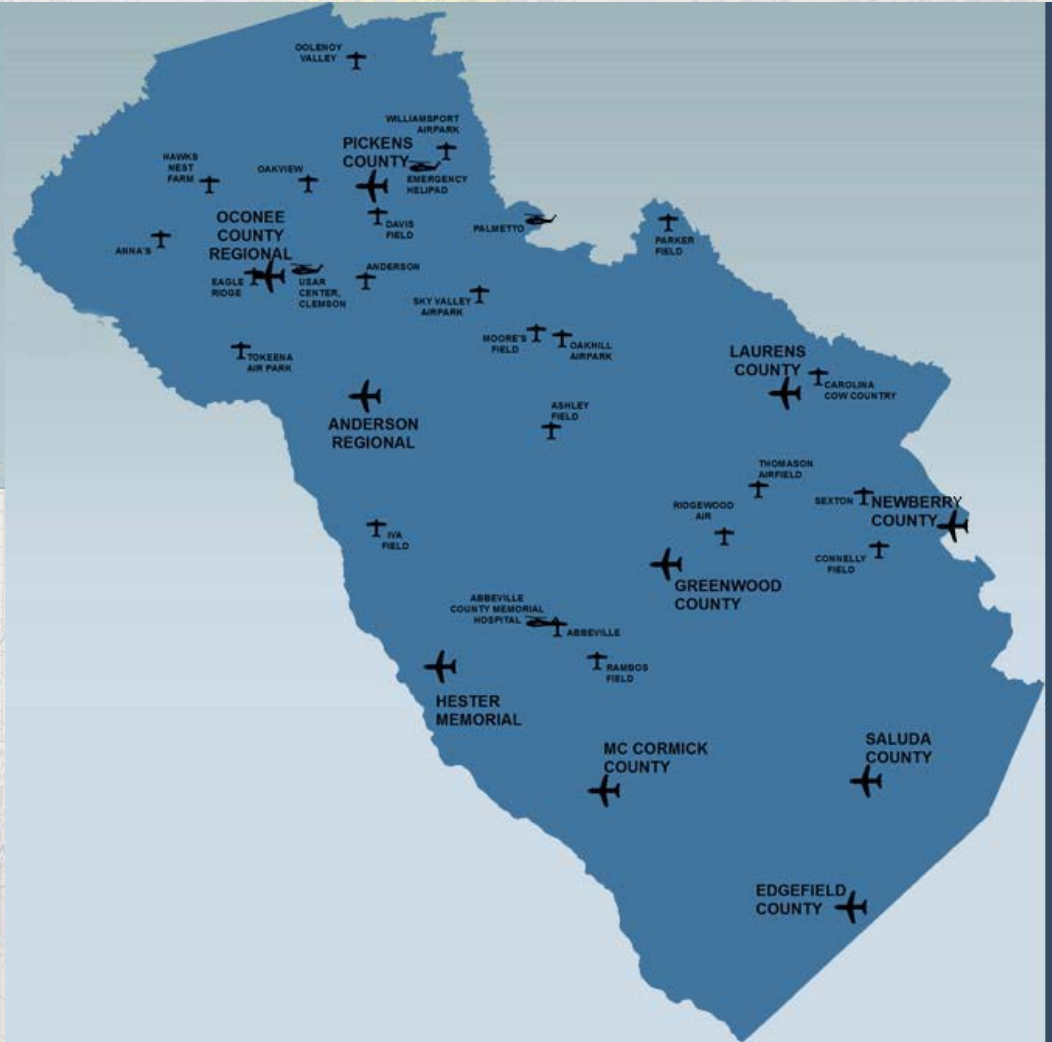 OOLENOY
VALLEY
WILLIAMSPORT
AIRPARK
PICKENS
COUNTY
EMERGENCY
HELIPAD
HAWKS
NEST
FARM
OAKVIEW
DAVIS
FIELD
PALMETTO
PARKER
FIELD
OCONEE
COUNTY
REGIONAL
ANNA'S
EAGLE
RIDGE
USAR
CENTER,
CLEMSON
ANDERSON
SKY VALLEY
AIRPARK
MOORE'S
FIELD
OAKHILL
AIRPARK
TOKEENA
AIR PARK
LAURENS
COUNTY
CAROLINA
COW COUNTRY
ANDERSON
REGIONAL
ASHLEY
FIELD
THOMASON
AIRFIELD
SEXTON
NEWBERRY
COUNTY
RIDGEWOOD
AIR
IVA
FIELD
CONNELLY
FIELD
GREENWOOD
COUNTY
ABBEVILLE
COUNTY MEMORIAL
HOSPITAL
ABBEVILLE
RAMBOS
FIELD
HESTER
MEMORIAL
MC CORMICK
COUNTY
SALUDA
COUNTY
EDGEFIELD
COUNTY